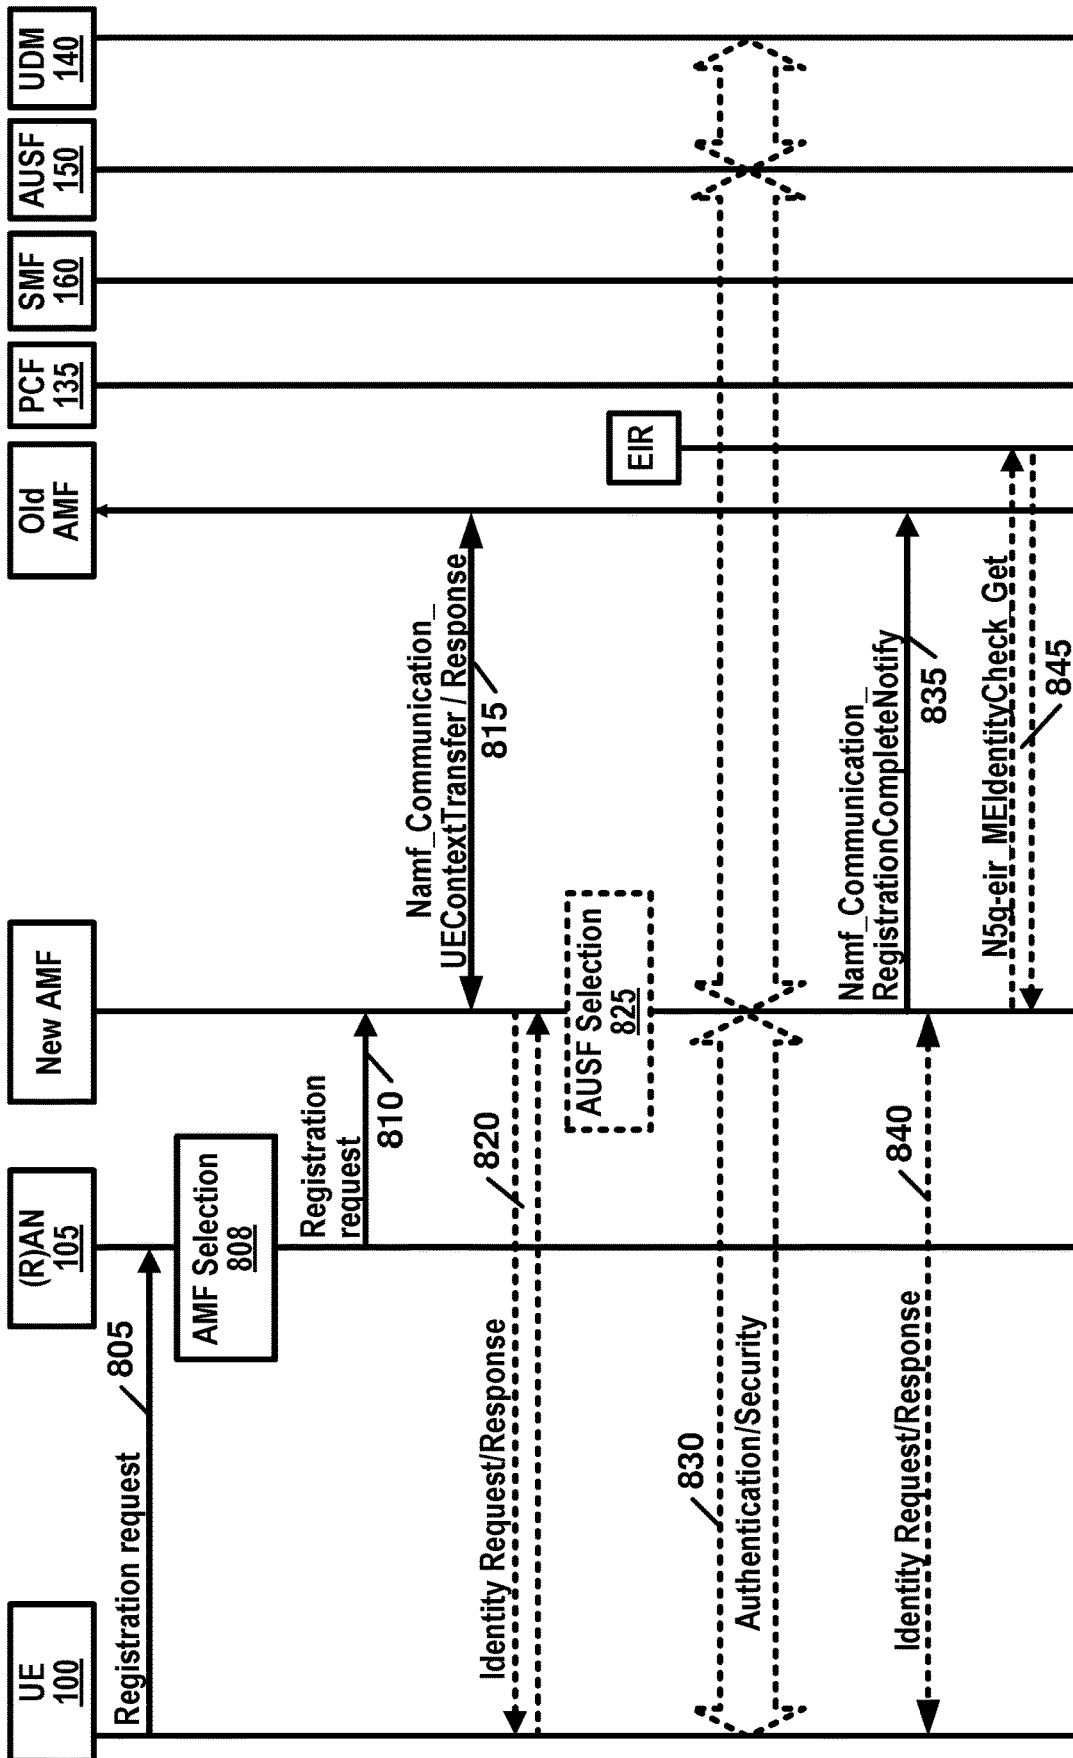 UE
100
(R)AN
105
New AMF
Old
AMF
PCF
135
SMF
160
AUSF
150
UDM
140
Registration request
805
AMF Selection
808
Registration
request
810
Namf_Communication_
UEContextTransfer / Response
815
Identity Request/Response
820
AUSF Selection
825
EIR
830
Authentication/Security
Namf_Communication_
RegistrationCompleteNotify
835
Identity Request/Response
840
N5g-eir_MEIdentityCheck_Get
845